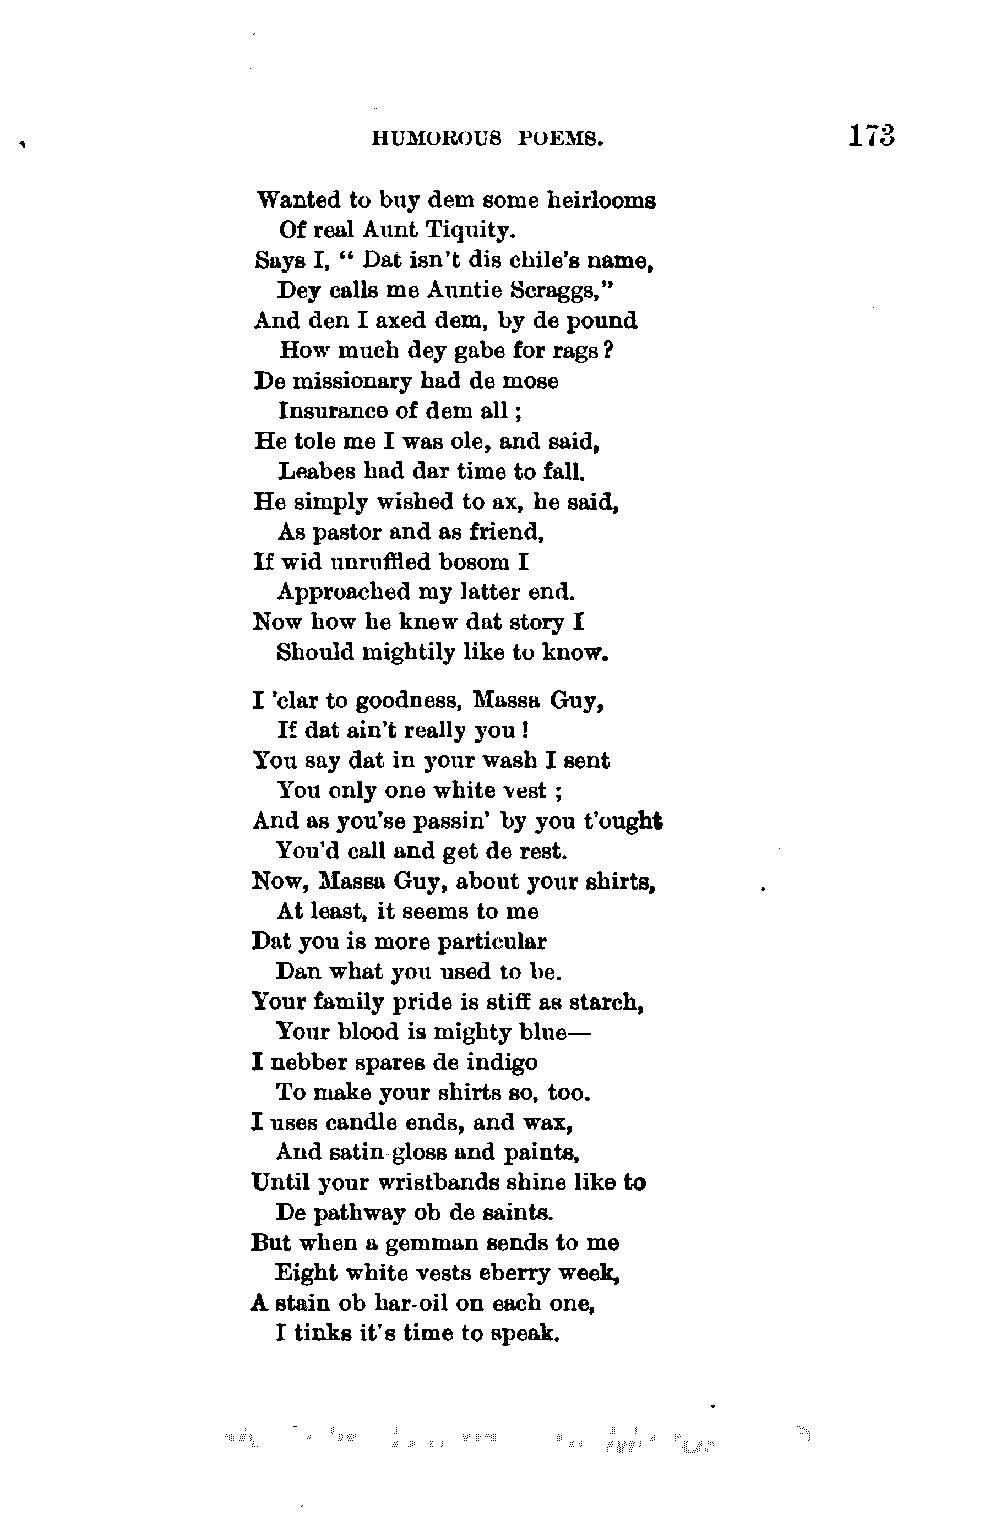 HUMOROUS POEMS. 173
Wanted to buy dem some heirlooms
Of real Aunt Tiquity.
Says I, “ Dat isn't dis chile's name,
Dey calls me Auntie Scraggs,”
And den I axed dem, by de pound
How much dey gabe for rags ?
De missionary had de mose
Insurance of dem all ;
He tole me I was ole, and said,
Leabes had dar time to fall.
He simply wished to ax, he said,
As pastor and as friend,
If wid unruffled bosom I
Approached my latter end.
Now how he knew dat story I
Should mightily like to know.
I 'clar to goodness, Massa Guy,
If dat ain't really you !
You say dat in your wash I sent
You only one white vest ;
And as you'se passin' by you t'ought
You'd call and get de rest.
Now, Massa Guy, about your shirts,
At least, it seems to me
Dat you is more particular
Dan what you used to be.
Your family pride is stiff as starch,
Your blood is mighty blue—
I nebber spares de indigo
To make your shirts so, too.
I uses candle ends, and wax,
And satin-gloss and paints,
Until your wristbands shine like to
De pathway ob de saints.
But when a gemman sends to me
Eight white vests eberry week,
A stain ob har-oil on each one,
I tinks it's time to speak.